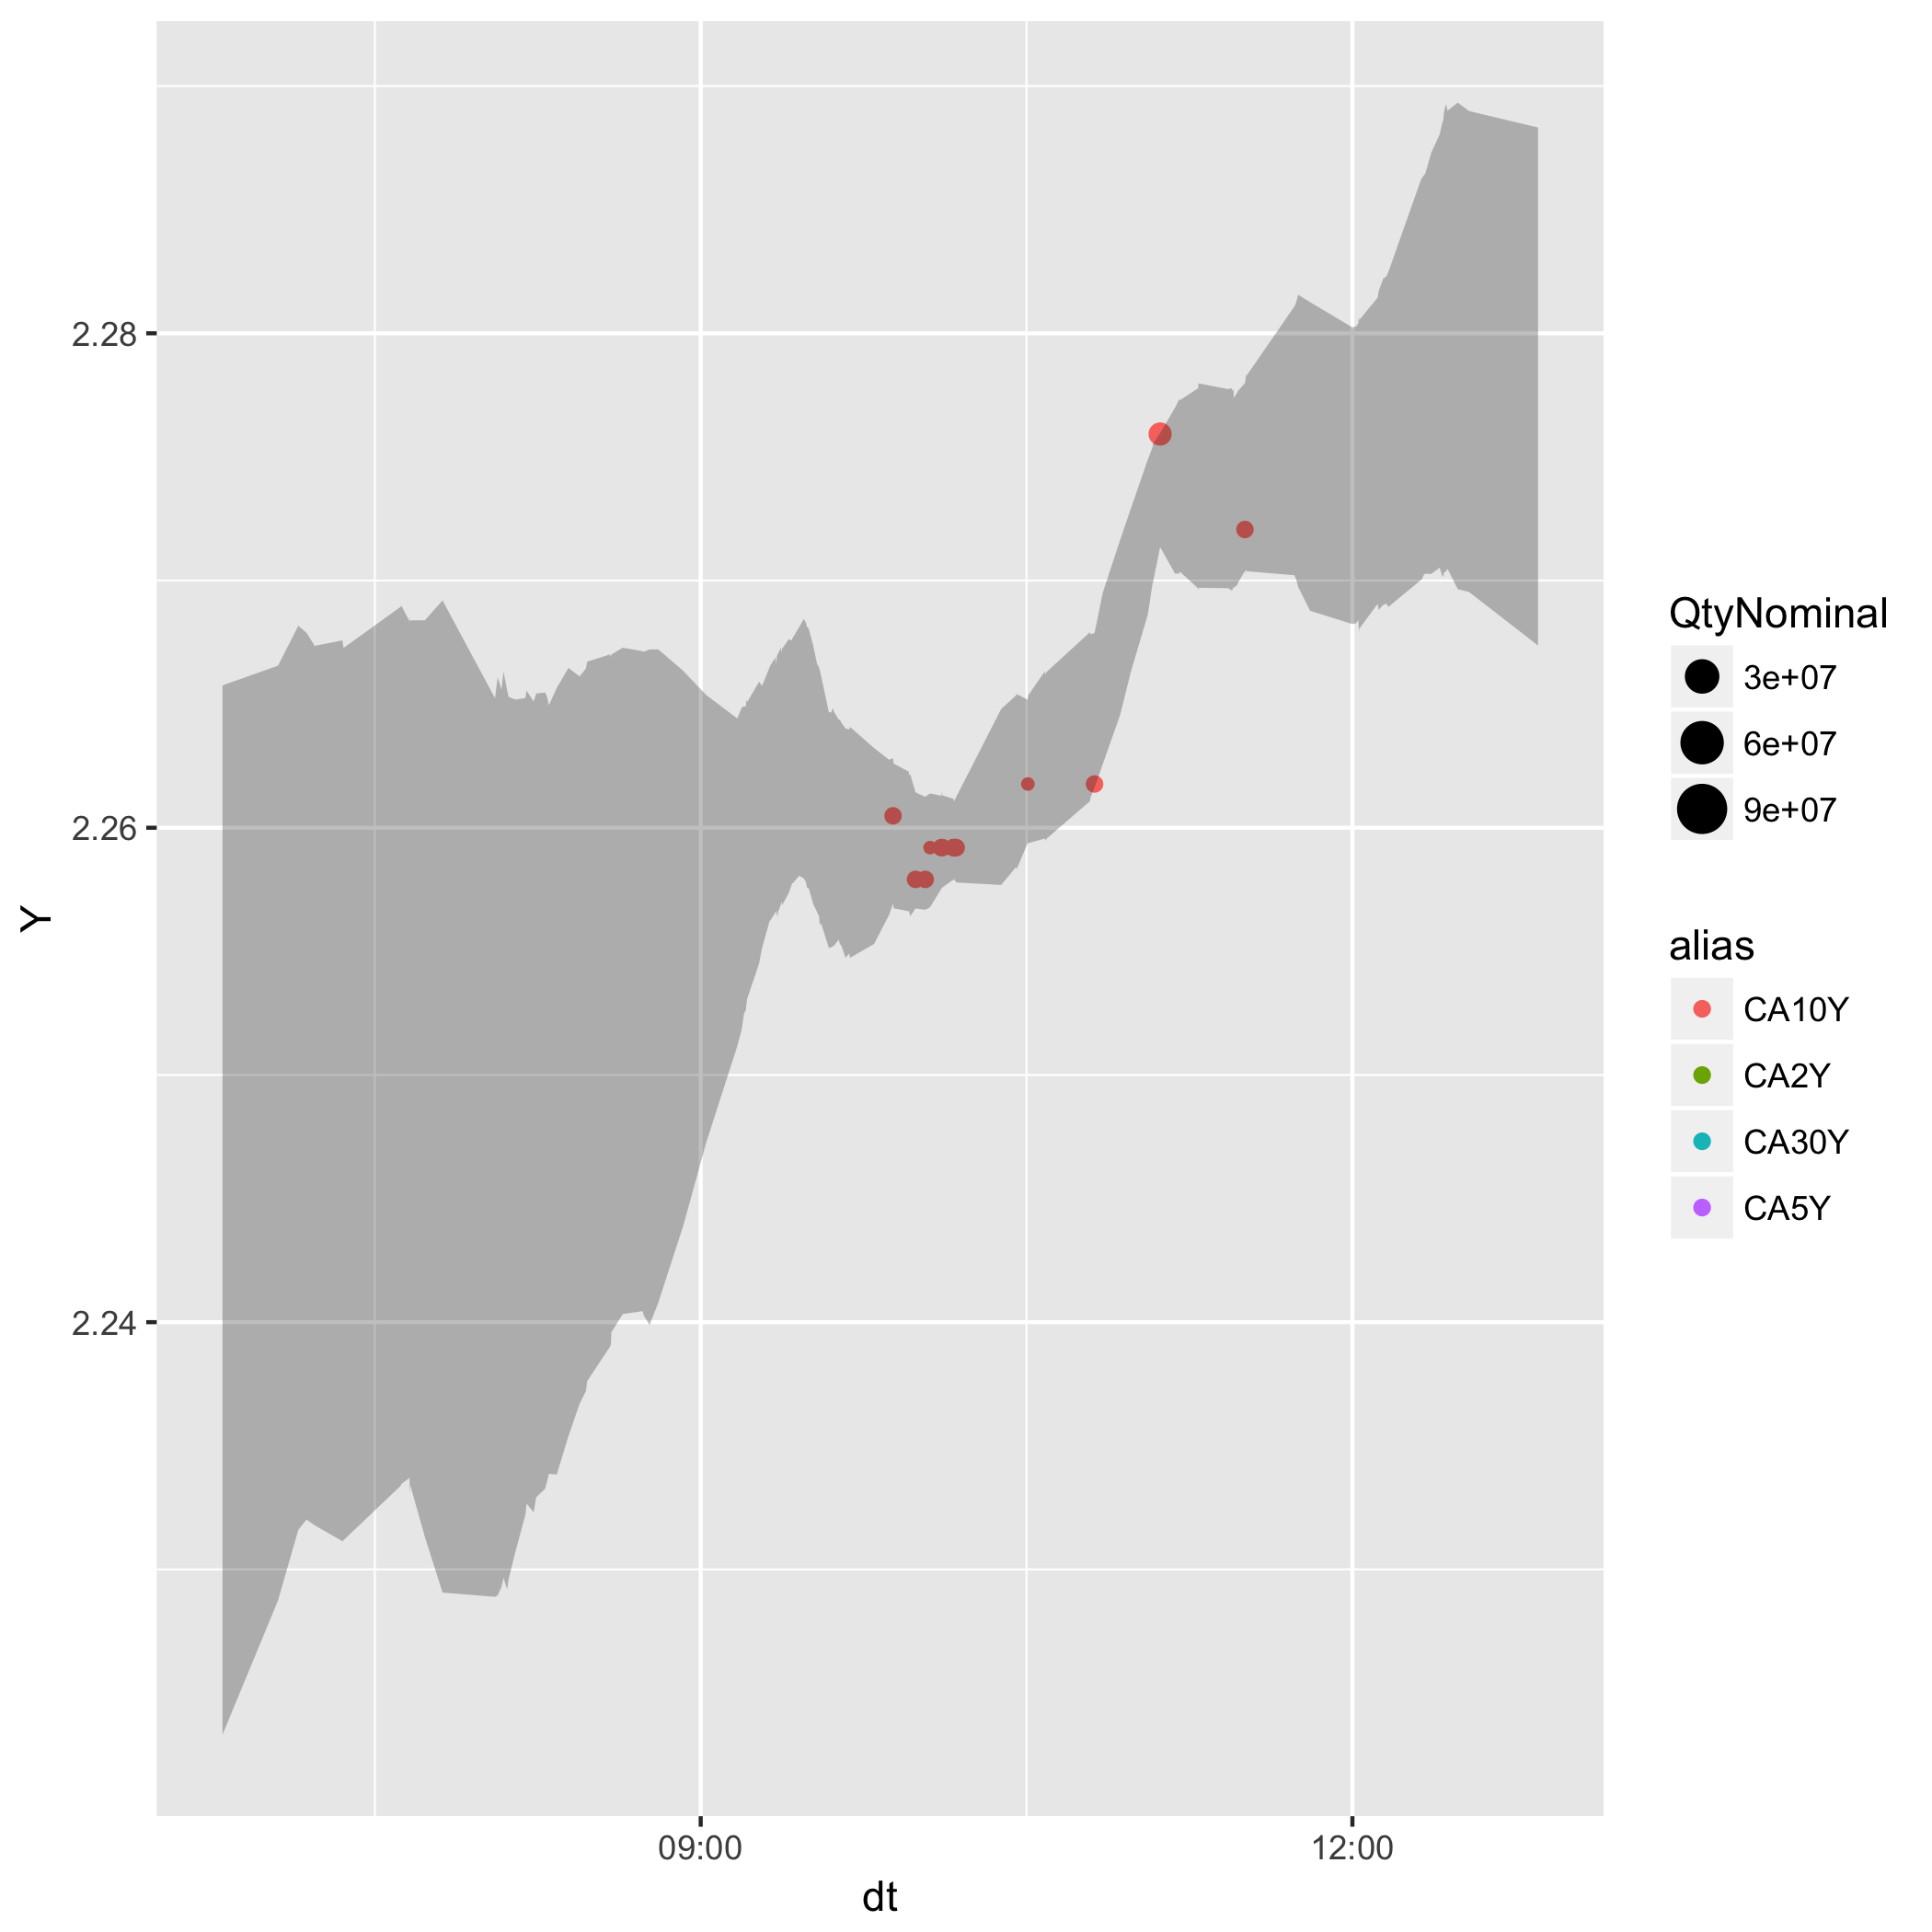 2.28
2.26
2.24
Y
09:00
12:00
dt
QtyNominal
3e+07
6e+07
9e+07
alias
CA10Y
CA2Y
CA30Y
CA5Y